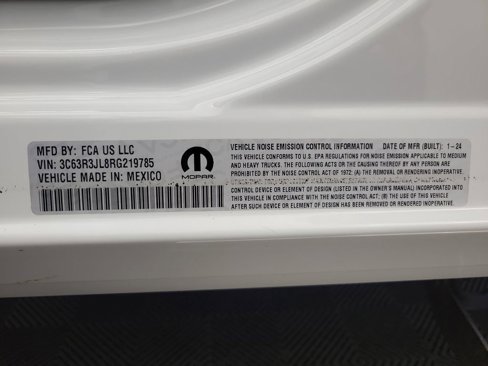 MFD BY: FCA US LLC
VIN: 3C63R3JL8RG219785
VEHICLE MADE IN: MEXICO
MOPAR
VEHICLE NOISE EMISSION CONTROL INFORMATION DATE OF MFR (BUILT): 1-24
THIS VEHICLE CONFORMS TO U.S. EPA REGULATIONS FOR NOISE EMISSION APPLICABLE TO MEDIUM
AND HEAVY TRUCKS. THE FOLLOWING ACTS OR THE CAUSING THEREOF BY ANY PERSON ARE
PROHIBITED BY THE NOISE CONTROL ACT OF 1972: (A) THE REMOVAL OR RENDERING INOPERATIVE,
CONTROL DEVICE OR ELEMENT OF DESIGN (LISTED IN THE OWNER'S MANUAL) INCORPORATED
INTO THIS VEHICLE IN COMPLIANCE WITH THE NOISE CONTROL ACT; (B) THE USE OF THIS VEHICLE
AFTER SUCH DEVICE OR ELEMENT OF DESIGN HAS BEEN REMOVED OR RENDERED INOPERATIVE.